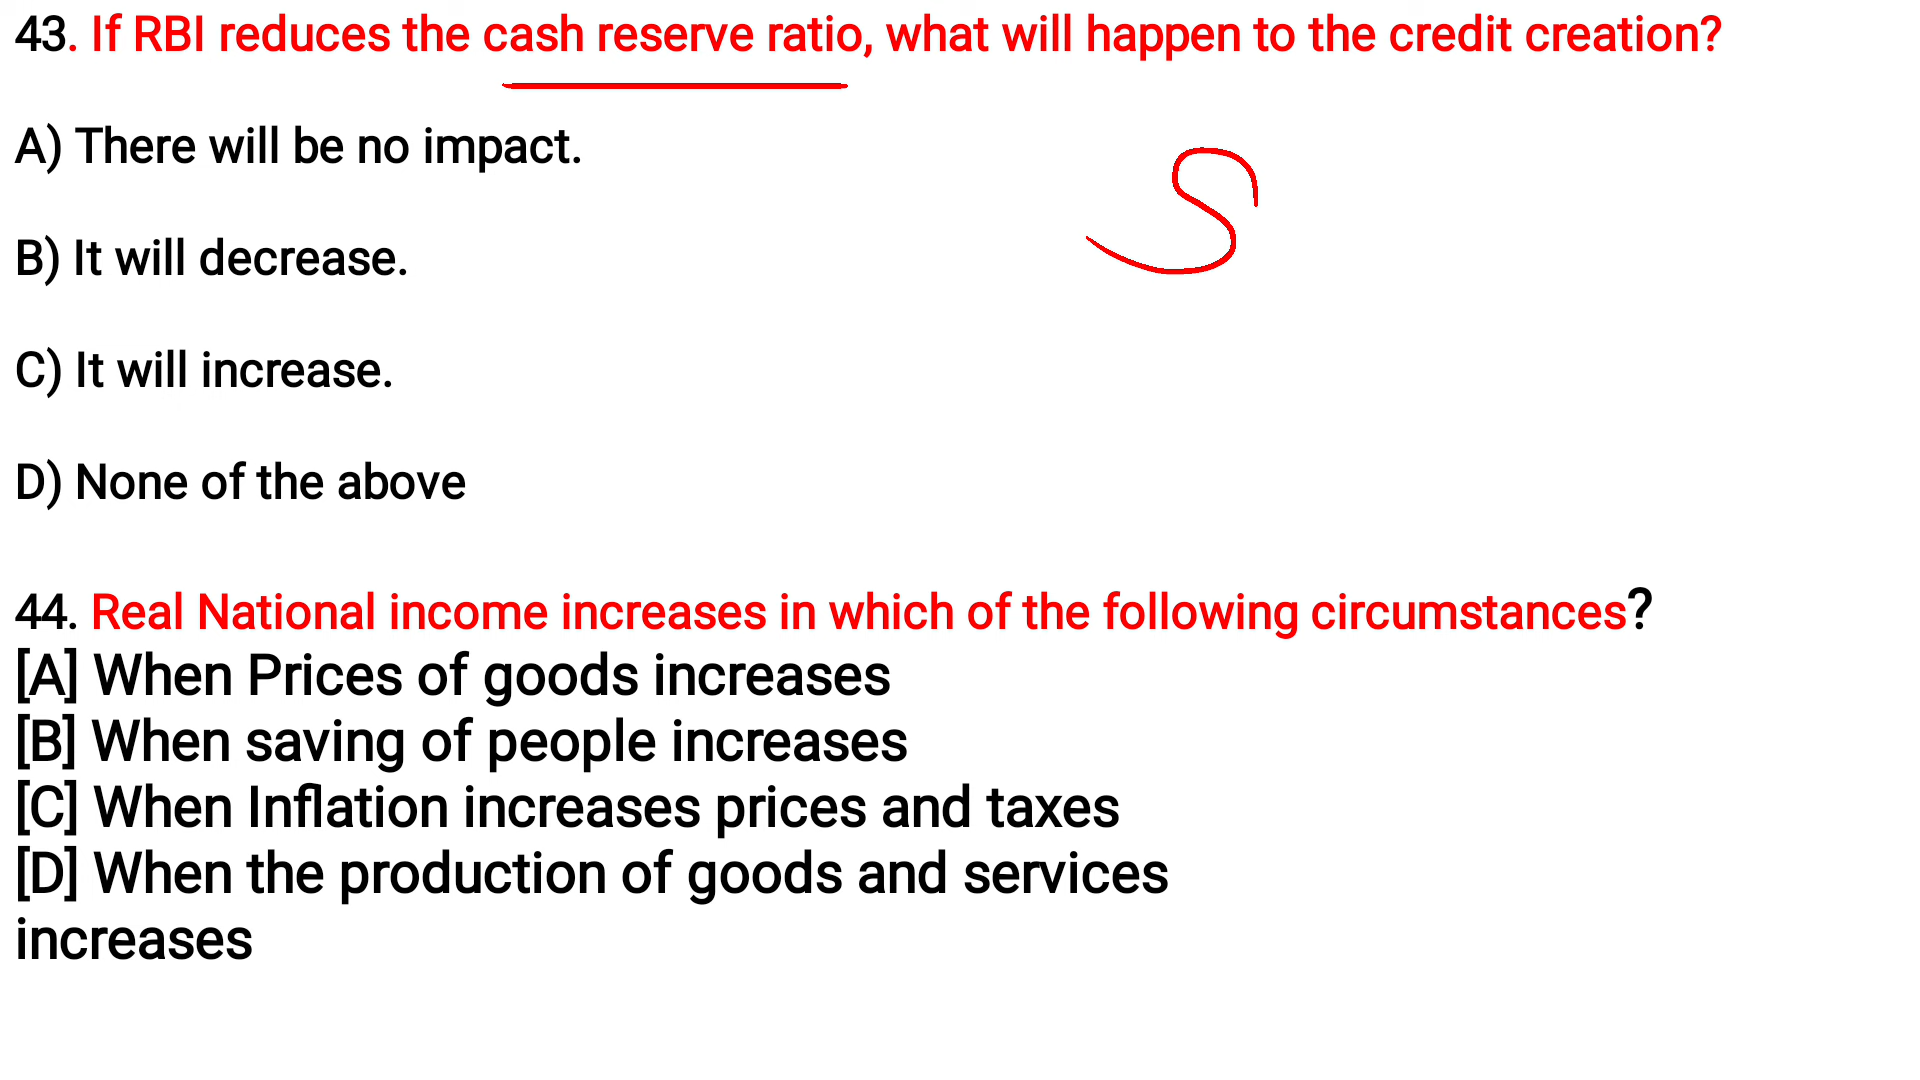 43. If RBI reduces the cash reserve ratio, what will happen to the credit creation?
A) There will be no impact.
B) It will decrease.
C) It will increase.
D) None of the above
44. Real National income increases in which of the following circumstances?
[A] When Prices of goods increases
[B] When saving of people increases
[C] When Inflation increases prices and taxes
[D] When the production of goods and services
increases